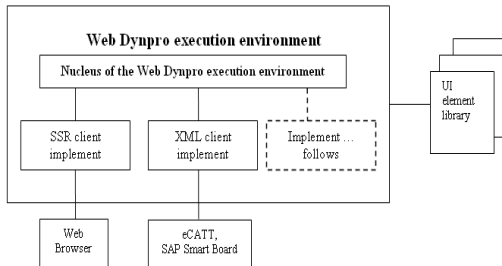 Web Dynpro execution environment
Nucleus of the Web Dynpro execution environment
SSR client
implement
XML client
implement
Implement ...
follows
UI
element
library
Web
Browser
eCATT,
SAP Smart Board